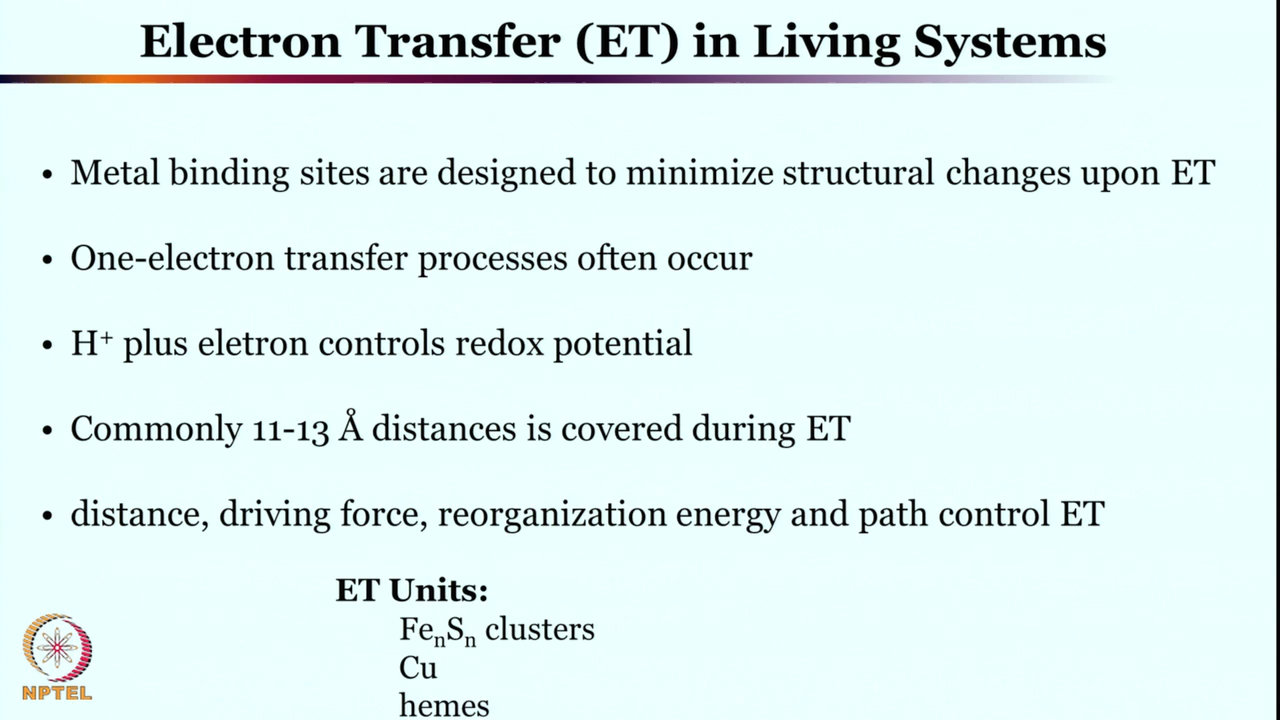 Electron Transfer (ET) in Living Systems
• Metal binding sites are designed to minimize structural changes upon ET
• One-electron transfer processes often occur
• H⁺ plus eletron controls redox potential
• Commonly 11-13 Å distances is covered during ET
• distance, driving force, reorganization energy and path control ET
ET Units:
FeₙSₙ clusters
Cu
hemes
NPTEL